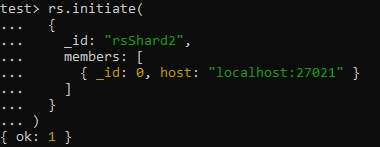 test> rs.initiate(
...   {
...     _id: "rsShard2",
...     members: [
...       { _id: 0, host: "localhost:27021" }
...     ]
...   }
... )
{ ok: 1 }